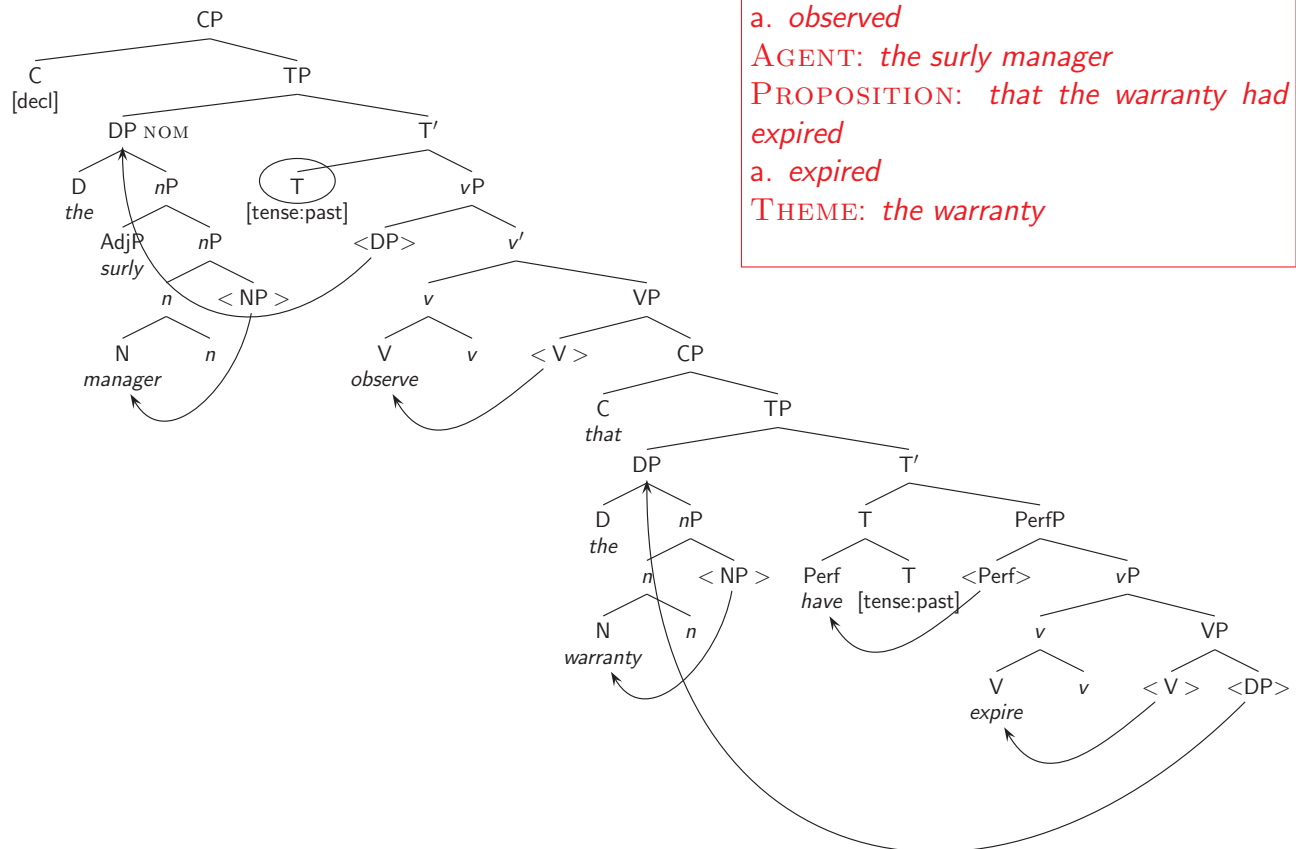 a. observed
AGENT: the surly manager
PROPOSITION: that the warranty had
expired
a. expired
THEME: the warranty
CP
C TP
[decl]
DP NOM T′
D nP T vP
the [tense:past]
AdjP nP <DP> v′
surly
n < NP > v VP
N n V v < V > CP
manager observe
C TP
that
DP T′
D nP T PerfP
the
n < NP > Perf T <Perf> vP
have [tense:past]
N n v VP
warranty
V v < V > <DP>
expire